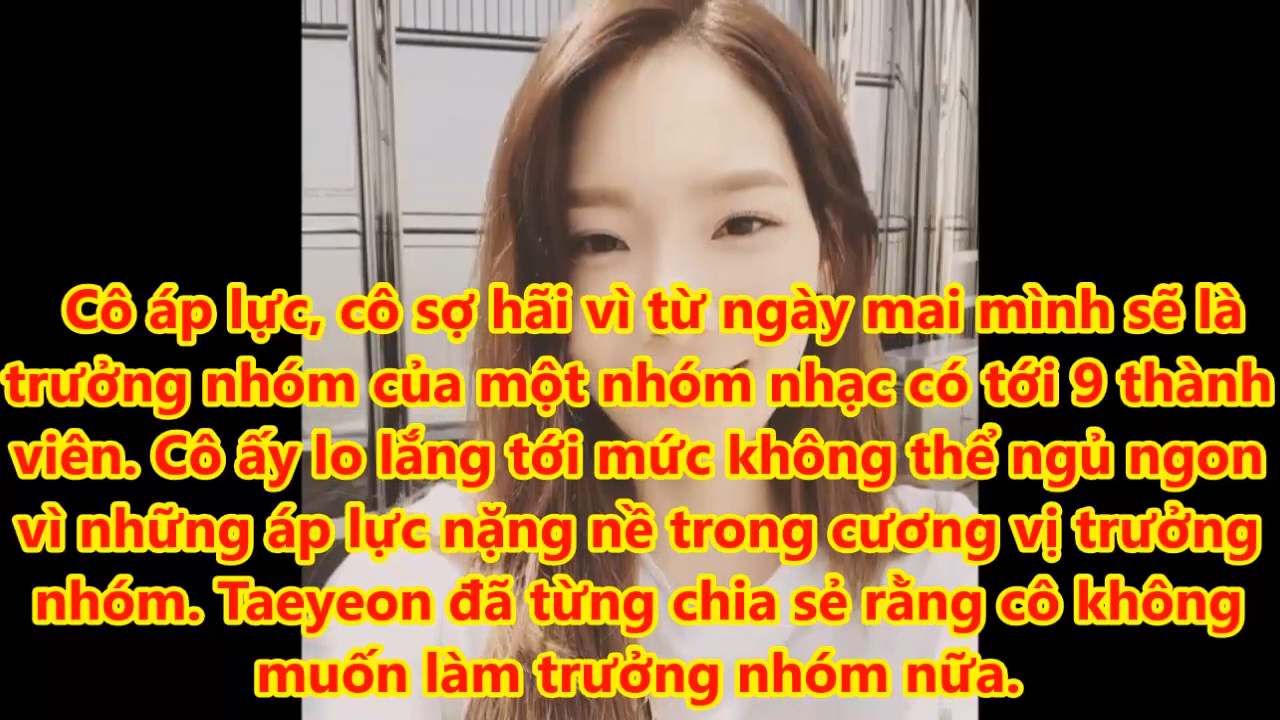 Cô áp lực, cô sợ hãi vì từ ngày mai mình sẽ là
trưởng nhóm của một nhóm nhạc có tới 9 thành
viên. Cô ấy lo lắng tới mức không thể ngủ ngon
vì những áp lực nặng nề trong cương vị trưởng
nhóm. Taeyeon đã từng chia sẻ rằng cô không
muốn làm trưởng nhóm nữa.